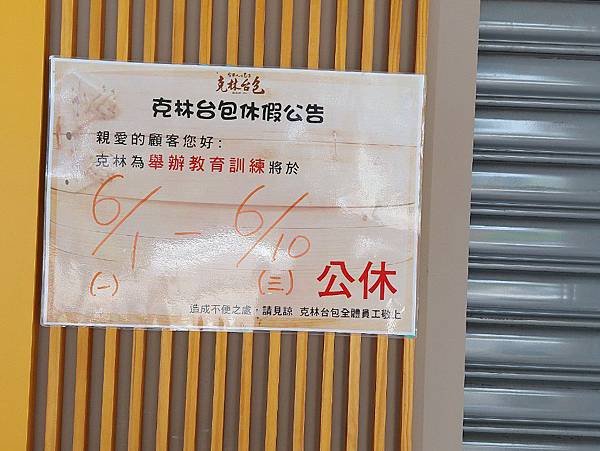 克林台包
克林台包休假公告
親愛的顧客您好:
克林為舉辦教育訓練將於
6/1 — 6/10
(一) (三) 公休
造成不便之處,請見諒 克林台包全體員工敬上